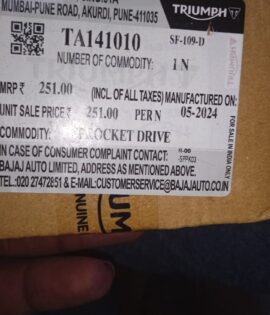 MUMBAI-PUNE ROAD, AKURDI, PUNE-411035
TRIUMPH
TA141010
SF-109-D
NUMBER OF COMMODITY: 1 N
MRP ₹ 251.00 (INCL.OF ALL TAXES) MANUFACTURED ON:
UNIT SALE PRICE ₹ 251.00 PER N 05-2024
SPROCKET DRIVE
IN CASE OF CONSUMER COMPLAINT CONTACT:
BAJAJ AUTO LIMITED, ADDRESS AS MENTIONED ABOVE.
TEL:020 27472851 & E-MAIL:CUSTOMERSERVICE@BAJAJAUTO.CO.IN
FOR SALE IN INDIA ONLY
TRIUMPH
GENUINE
UM